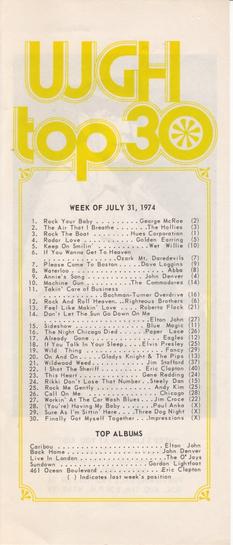 WGH
top 30
WEEK OF JULY 31, 1974
1. Rock Your Baby George McRae (2)
2. The Air That I Breathe The Hollies (3)
3. Rock The Boat Hues Corporation (1)
4. Radar Love Golden Earring (5)
5. Keep On Smilin' Wet Willie (10)
6. If You Wanna Get To Heaven
Ozark Mt. Daredevils (7)
7. Please Come To Boston Dave Loggins (9)
8. Waterloo Abba (8)
9. Annie's Song John Denver (4)
10. Machine Gun The Commodores (14)
11. Takin' Care of Business
Bachman-Turner Overdrive (16)
12. Rock And Roll Heaven Righteous Brothers (6)
13. Feel Like Makin' Love Roberta Flack (21)
14. Don't Let The Sun Go Down On Me
Elton John (27)
15. Sideshow Blue Magic (11)
16. The Night Chicago Died Paper Lace (26)
17. Already Gone Eagles (12)
18. If You Talk In Your Sleep Elvis Presley (25)
19. Wild Thing Fancy (20)
20. On And On Gladys Knight & The Pips (13)
21. Wildwood Weed Jim Stafford (37)
22. I Shot The Sheriff Eric Clapton (40)
23. This Heart Gene Redding (24)
24. Rikki Don't Lose That Number Steely Dan (15)
25. Rock Me Gently Andy Kim (25)
26. Call On Me Chicago (28)
27. Workin' At The Car Wash Blues Jim Croce (22)
28. (You're) Having My Baby Paul Anka (X)
29. Sure As I'm Sittin' Here Three Dog Night (X)
30. Finally Got Myself Together Impressions (X)
TOP ALBUMS
Caribou Elton John
Back Home John Denver
Live In London The O'Jays
Sundown Gordon Lightfoot
461 Ocean Boulevard Eric Clapton
( ) Indicates last week's position